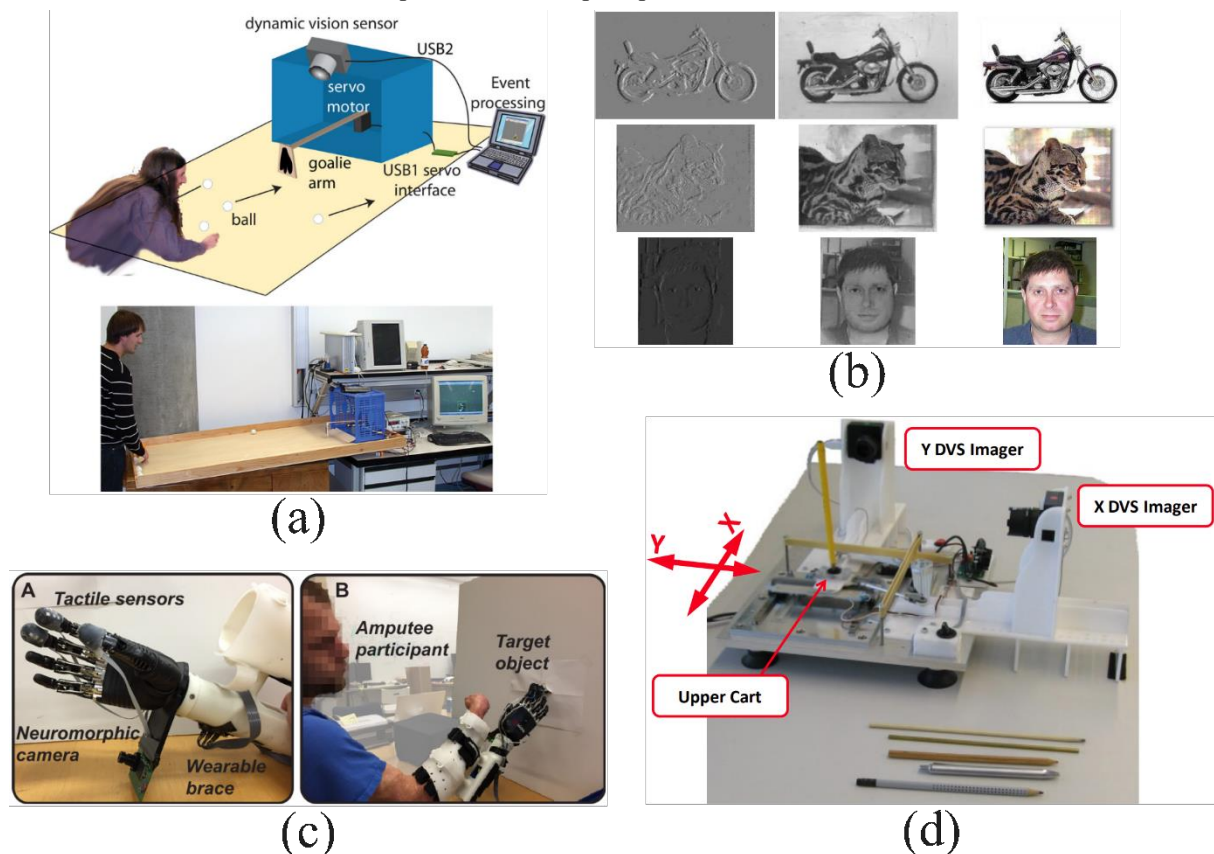 dynamic vision sensor
USB2
servo
motor
Event
processing
goalie
arm
USB1 servo
interface
ball
(a)
(b)
A
Tactile sensors
Neuromorphic
camera
Wearable
brace
B
Amputee
participant
Target
object
(c)
Y DVS Imager
X DVS Imager
X
Y
Upper Cart
(d)